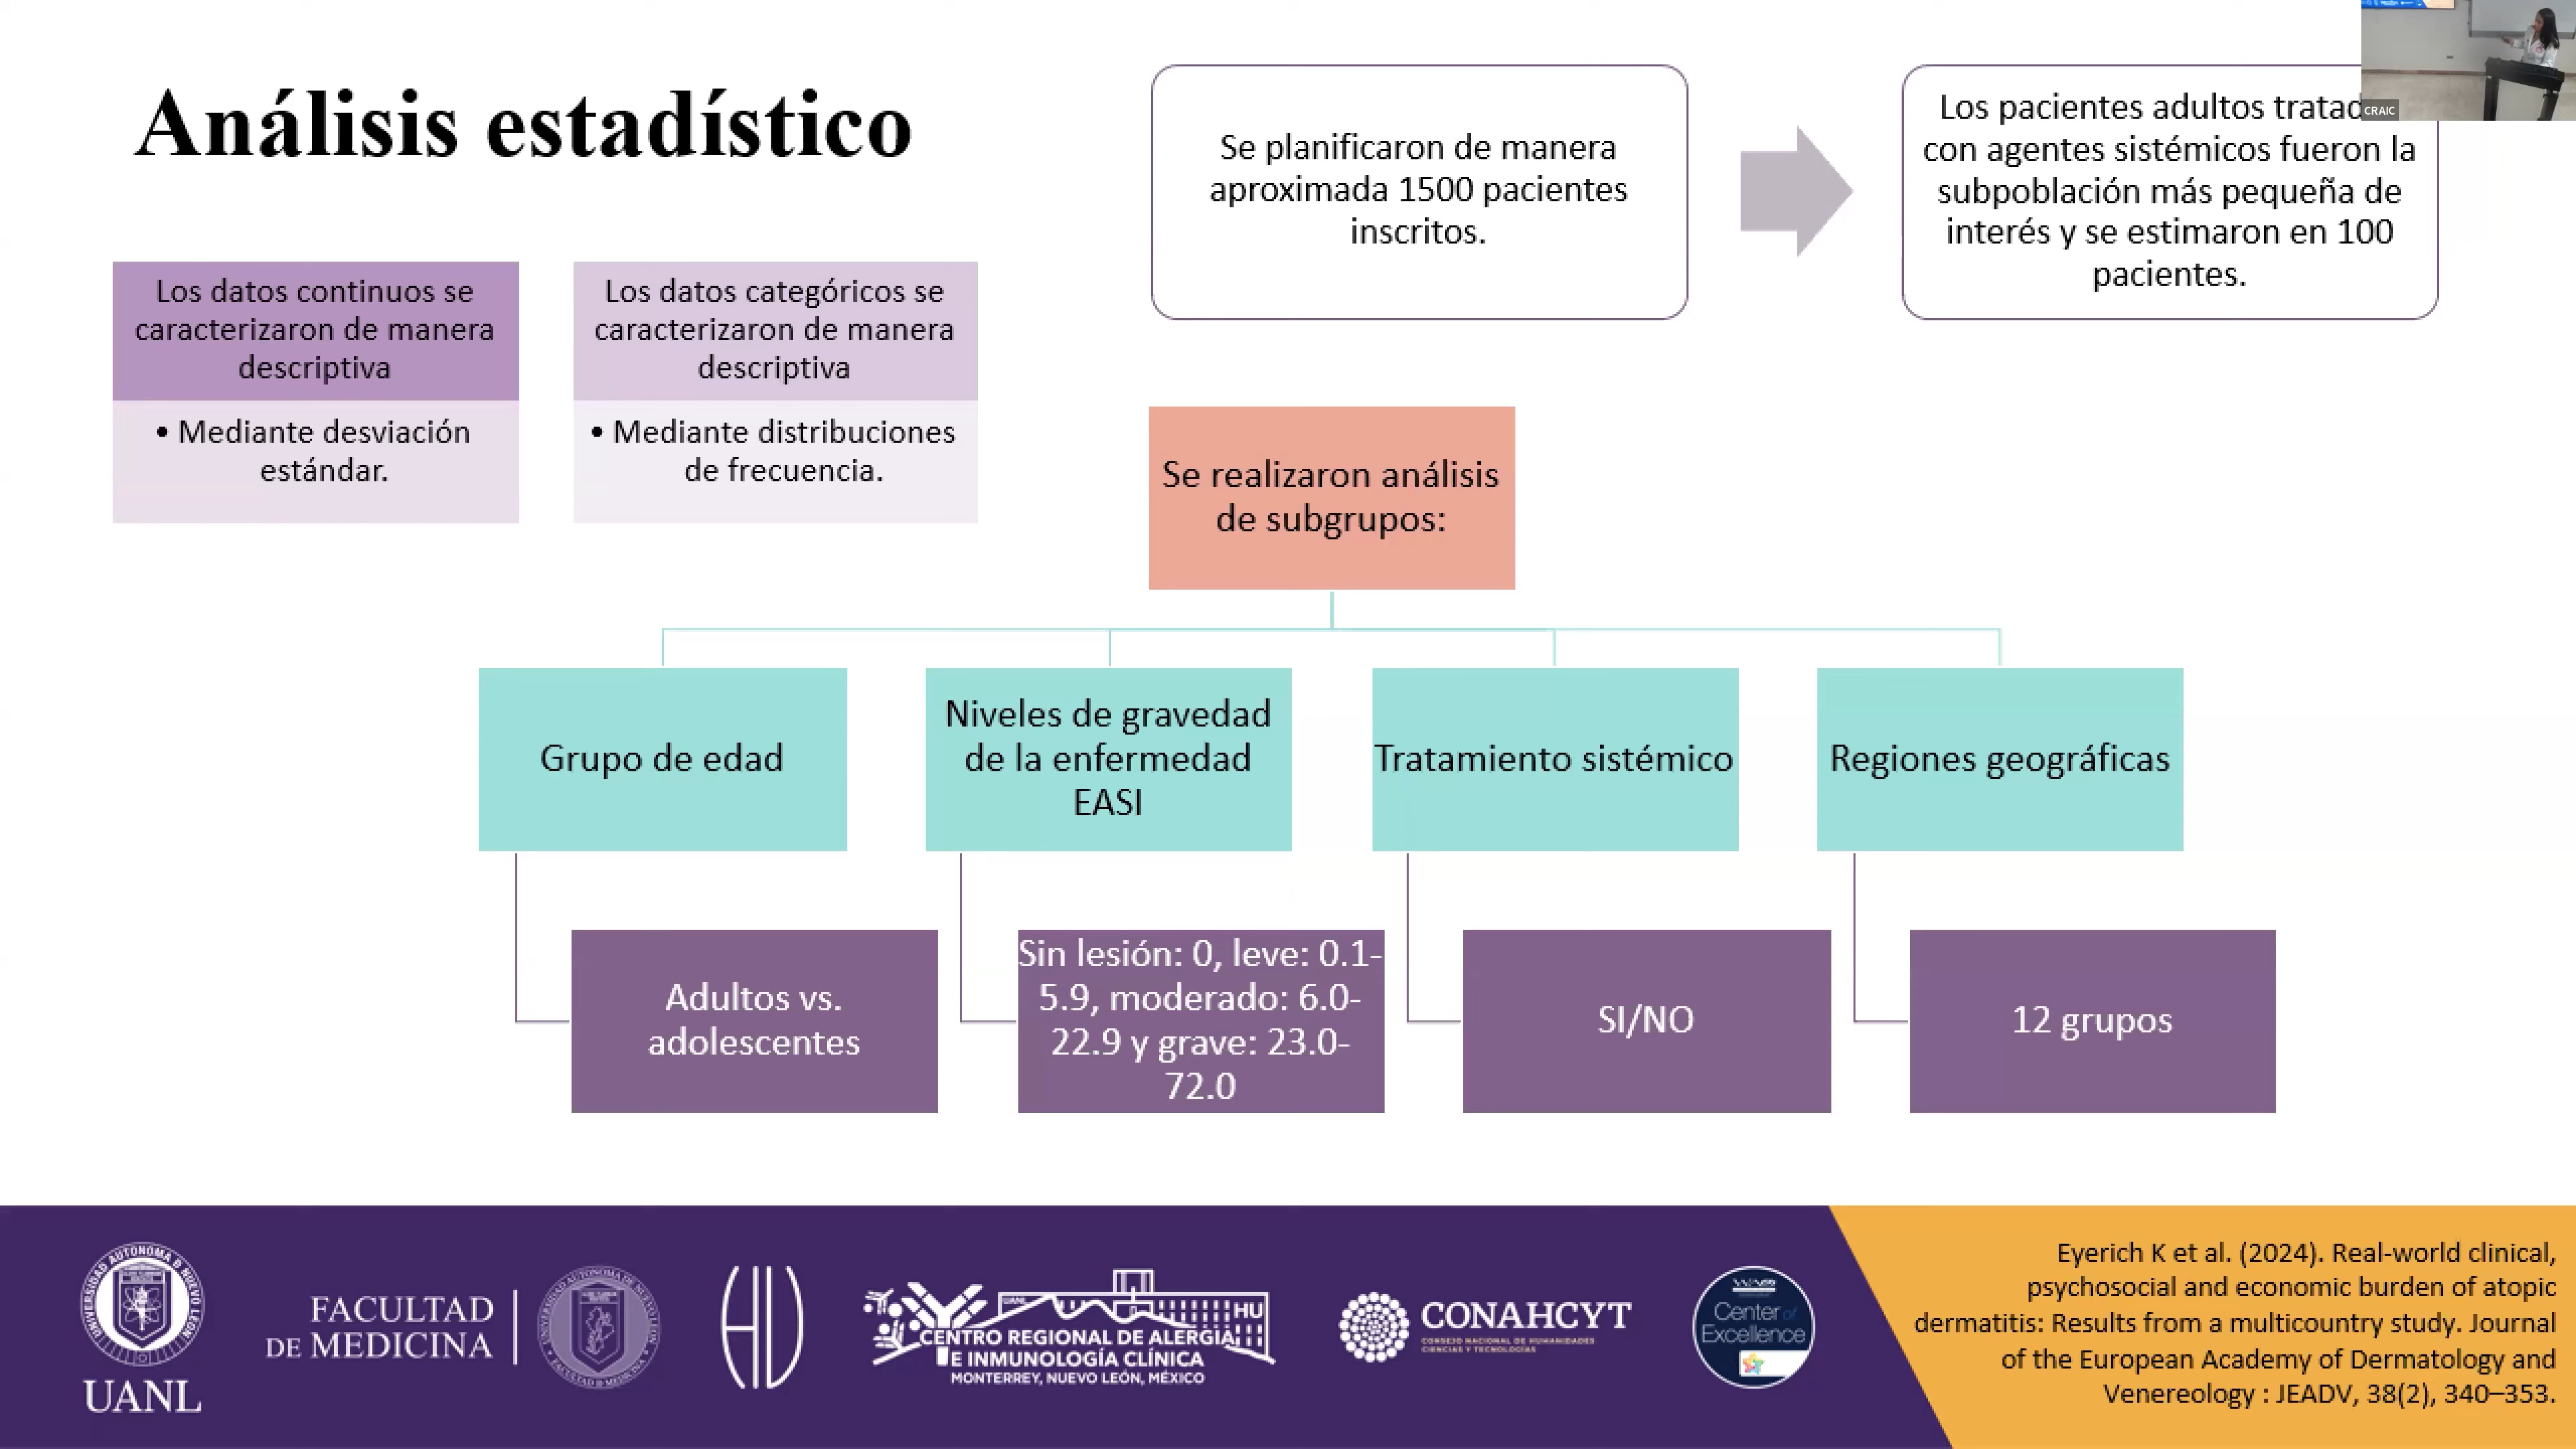 Análisis estadístico
Los datos continuos se
caracterizaron de manera
descriptiva
• Mediante desviación
estándar.
Los datos categóricos se
caracterizaron de manera
descriptiva
• Mediante distribuciones
de frecuencia.
Se planificaron de manera
aproximada 1500 pacientes
inscritos.
Los pacientes adultos tratad
con agentes sistémicos fueron la
subpoblación más pequeña de
interés y se estimaron en 100
pacientes.
CRAIC
Se realizaron análisis
de subgrupos:
Grupo de edad
Niveles de gravedad
de la enfermedad
EASI
Tratamiento sistémico
Regiones geográficas
Adultos vs.
adolescentes
Sin lesión: 0, leve: 0.1-
5.9, moderado: 6.0-
22.9 y grave: 23.0-
72.0
SI/NO
12 grupos
UANL
FACULTAD
DE MEDICINA
UANL
HU
CENTRO REGIONAL DE ALERGIA
E INMUNOLOGÍA CLÍNICA
MONTERREY, NUEVO LEÓN, MÉXICO
CONAHCYT
CONSEJO NACIONAL DE HUMANIDADES
CIENCIAS Y TECNOLOGÍAS
Center of
Excellence
Eyerich K et al. (2024). Real-world clinical,
psychosocial and economic burden of atopic
dermatitis: Results from a multicountry study. Journal
of the European Academy of Dermatology and
Venereology : JEADV, 38(2), 340–353.